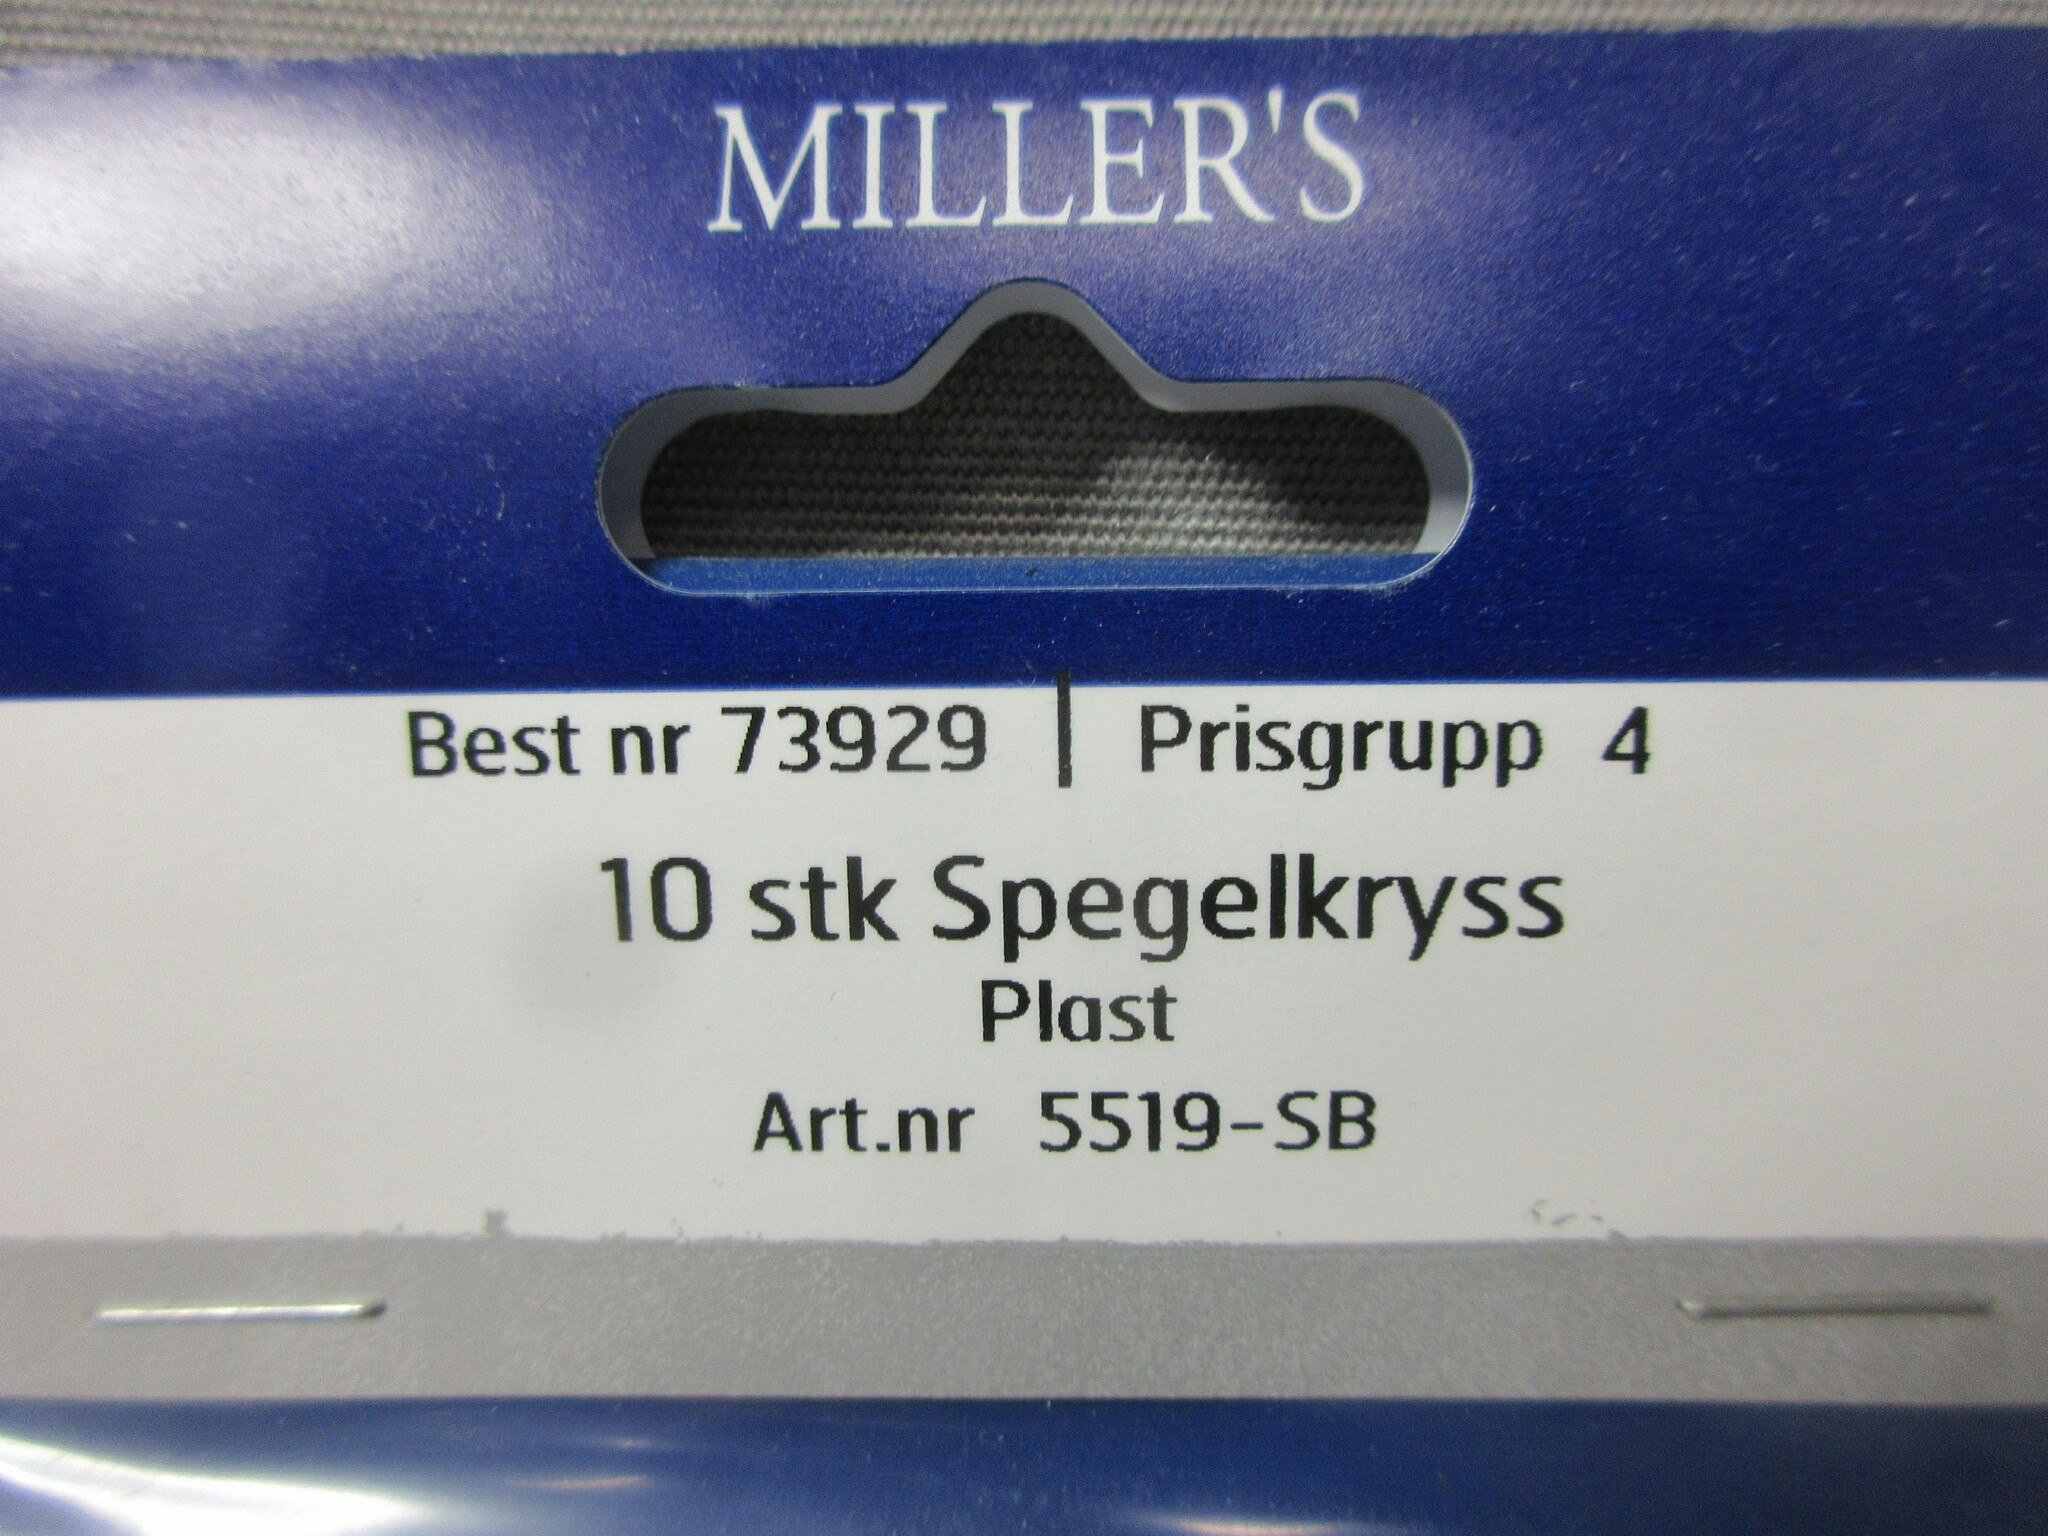 MILLER'S
Best nr 73929 | Prisgrupp 4
10 stk Spegelkryss
Plast
Art.nr 5519-SB